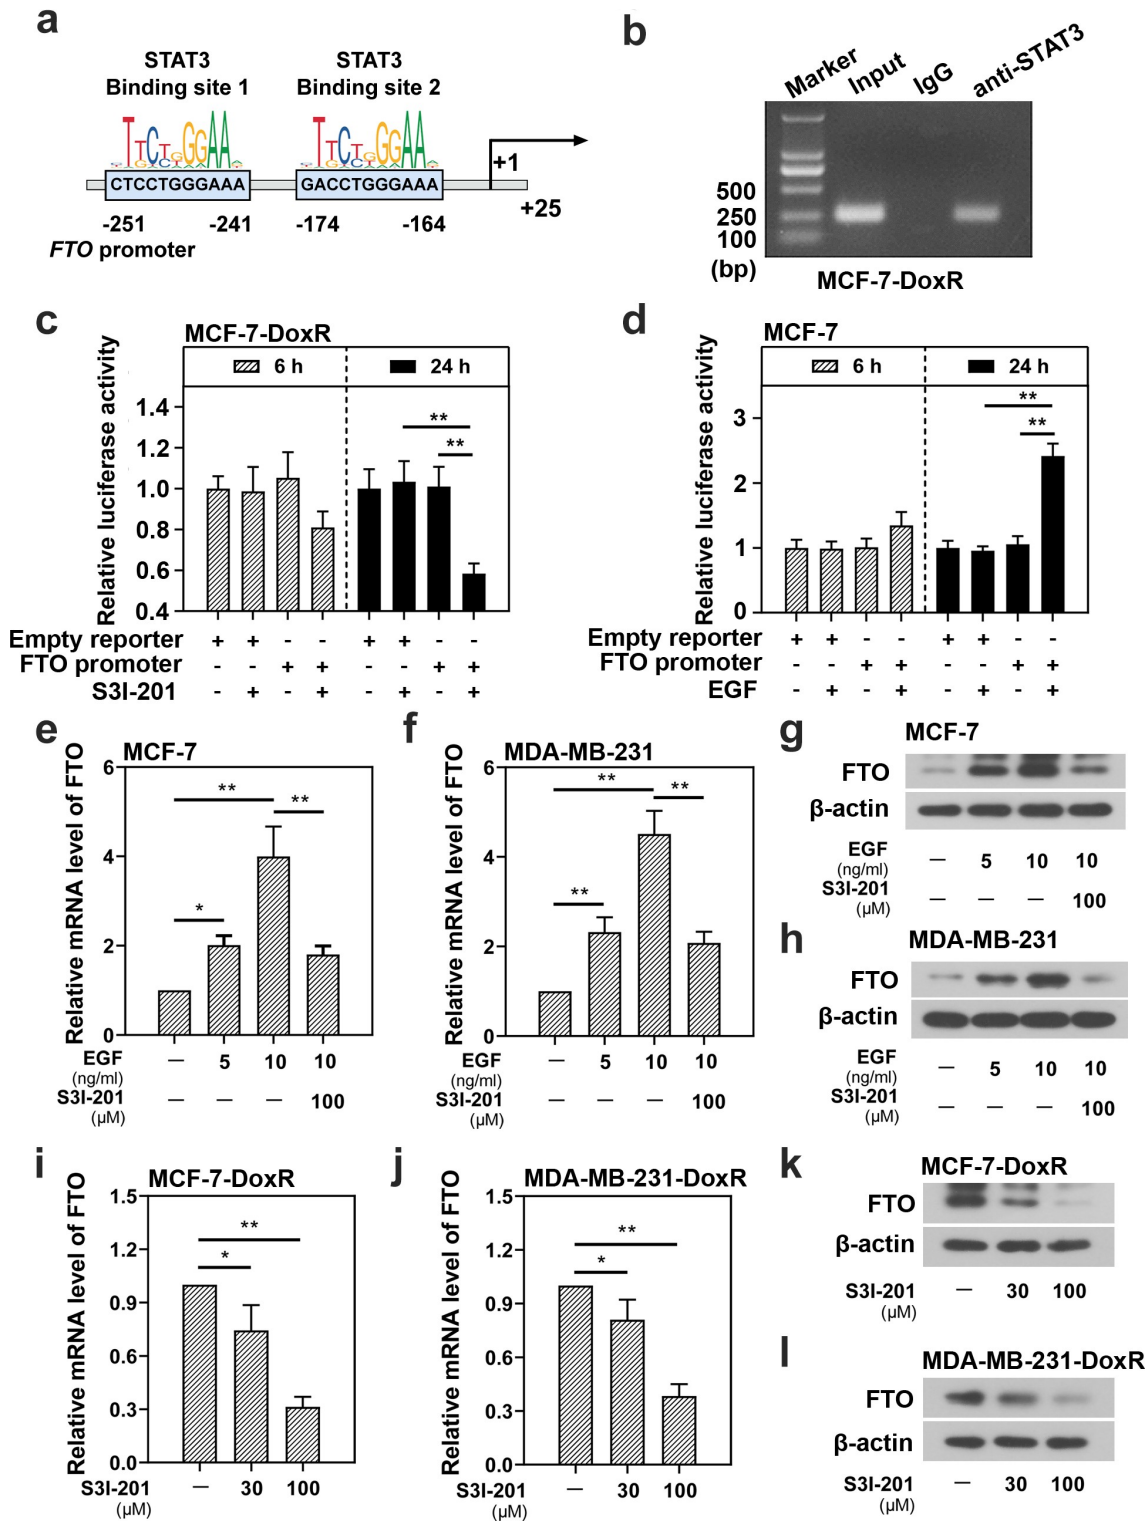 a
STAT3
Binding site 1
STAT3
Binding site 2
CTCCTGGGAAA
GACCTGGGAAA
+1
+25
-251
-241
-174
-164
FTO promoter
b
Marker
Input
IgG
anti-STAT3
500
250
100
(bp)
MCF-7-DoxR
c
MCF-7-DoxR
6 h
24 h
Relative luciferase activity
1.4
1.2
1.0
0.8
0.6
0.4
**
**
Empty reporter + + - - + + - -
FTO promoter - - + + - - + +
S3I-201 - + - + - + - +
d
MCF-7
6 h
24 h
Relative luciferase activity
3
2
1
0
**
**
Empty reporter + + - - + + - -
FTO promoter - - + + - - + +
EGF - + - + - + - +
e
MCF-7
Relative mRNA level of FTO
6
4
2
0
**
**
*
EGF — 5 10 10
(ng/ml)
S3I-201 — — — 100
(μM)
f
MDA-MB-231
Relative mRNA level of FTO
6
4
2
0
**
**
**
— 5 10 10
— — — 100
g
MCF-7
FTO
β-actin
EGF — 5 10 10
(ng/ml)
S3I-201 — — — 100
(μM)
h
MDA-MB-231
FTO
β-actin
EGF — 5 10 10
(ng/ml)
S3I-201 — — — 100
(μM)
i
MCF-7-DoxR
Relative mRNA level of FTO
1.5
1.2
0.9
0.6
0.3
0.0
**
*
S3I-201 — 30 100
(μM)
j
MDA-MB-231-DoxR
Relative mRNA level of FTO
1.5
1.2
0.9
0.6
0.3
0.0
**
*
S3I-201 — 30 100
(μM)
k
MCF-7-DoxR
FTO
β-actin
S3I-201 — 30 100
(μM)
l
MDA-MB-231-DoxR
FTO
β-actin
S3I-201 — 30 100
(μM)